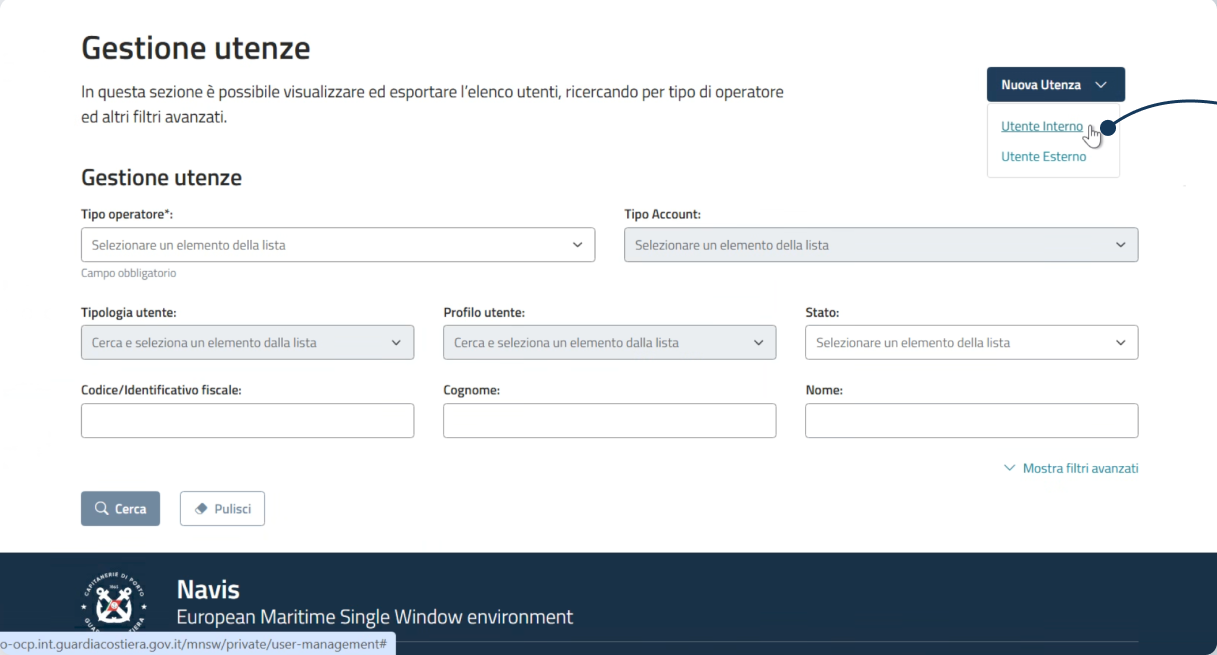 Gestione utenze
In questa sezione è possibile visualizzare ed esportare l'elenco utenti, ricercando per tipo di operatore
ed altri filtri avanzati.
Nuova Utenza
Utente Interno
Utente Esterno
Gestione utenze
Tipo operatore*:
Tipo Account:
Selezionare un elemento della lista
Selezionare un elemento della lista
Campo obbligatorio
Tipologia utente:
Profilo utente:
Stato:
Cerca e seleziona un elemento dalla lista
Cerca e seleziona un elemento dalla lista
Selezionare un elemento della lista
Codice/Identificativo fiscale:
Cognome:
Nome:
Mostra filtri avanzati
Cerca
Pulisci
CAPITANERIE DI PORTO
Navis
European Maritime Single Window environment
o-ocp.int.guardiacostiera.gov.it/mnsw/private/user-management#